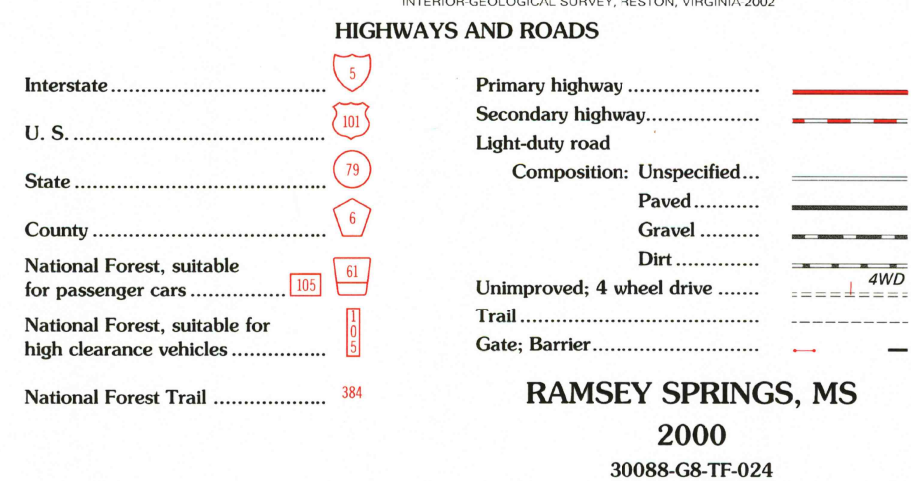 INTERIOR-GEOLOGICAL SURVEY, RESTON, VIRGINIA-2002
HIGHWAYS AND ROADS
Interstate 5
U. S. 101
State 79
County 6
National Forest, suitable
for passenger cars 105 61
National Forest, suitable for
high clearance vehicles 105
National Forest Trail 384
Primary highway
Secondary highway
Light-duty road
Composition: Unspecified
Paved
Gravel
Dirt
Unimproved; 4 wheel drive 4WD
Trail
Gate; Barrier
RAMSEY SPRINGS, MS
2000
30088-G8-TF-024